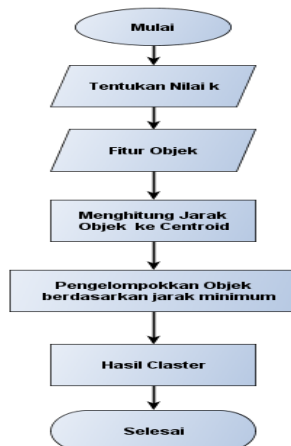 Mulai
Tentukan Nilai k
Fitur Objek
Menghitung Jarak
Objek ke Centroid
Pengelompokkan Objek
berdasarkan jarak minimum
Hasil Claster
Selesai